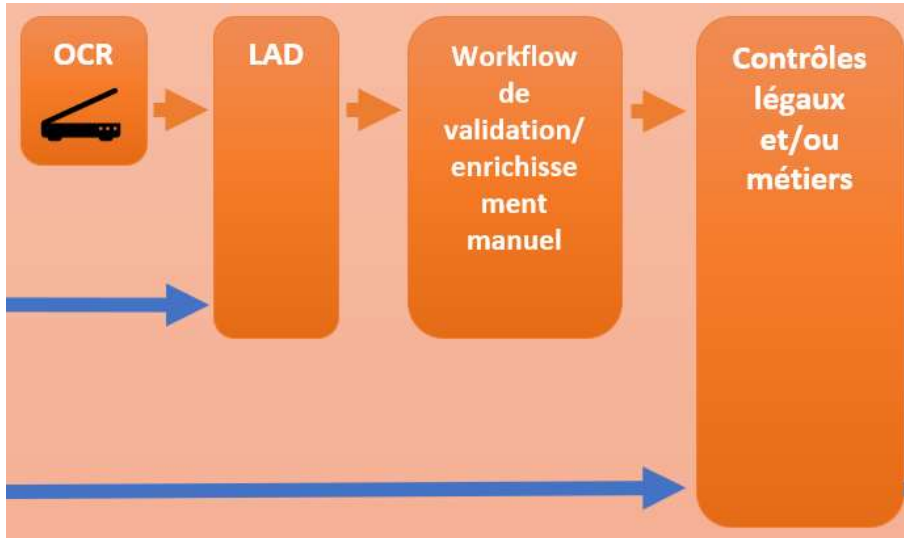 OCR
LAD
Workflow
de
validation/
enrichisse
ment
manuel
Contrôles
légaux
et/ou
métiers